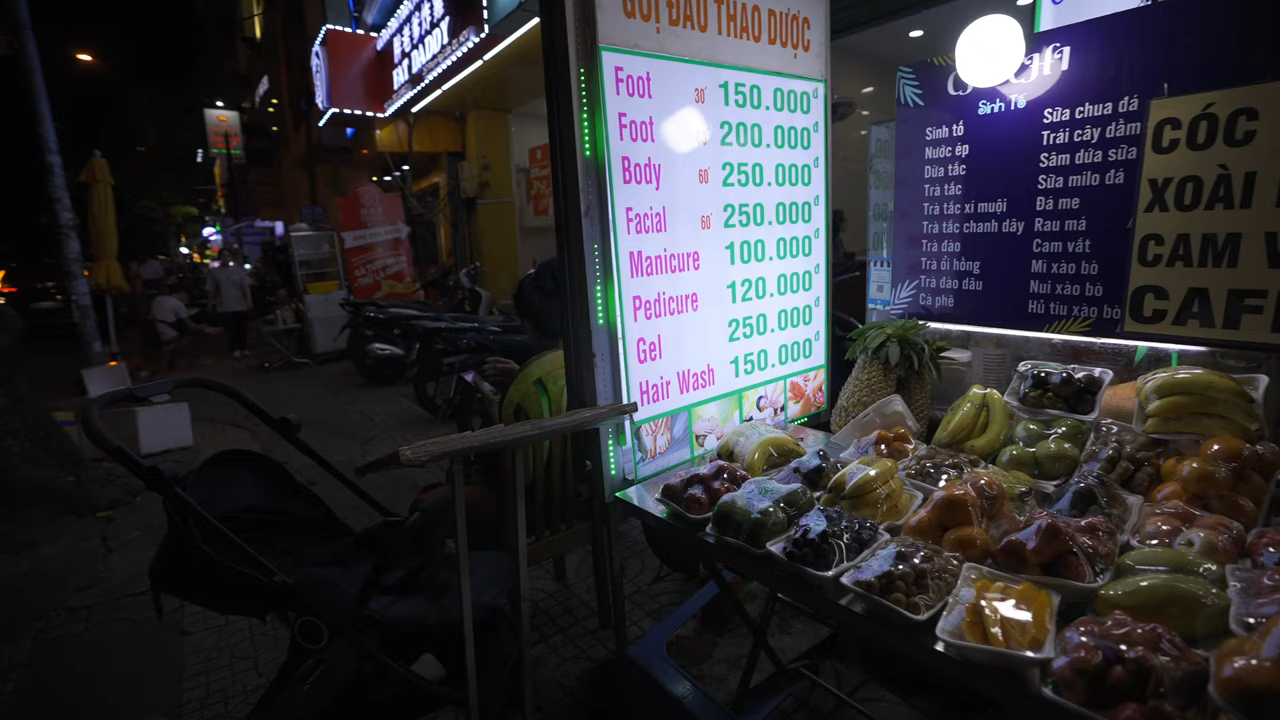 FAT DADDY
GỘI ĐẦU THẢO DƯỢC
Foot 30' 150.000đ
Foot 200.000đ
Body 60' 250.000đ
Facial 60' 250.000đ
Manicure 100.000đ
Pedicure 120.000đ
Gel 250.000đ
Hair Wash 150.000đ
Sinh Tố
Sinh tố
Nước ép
Dừa tắc
Trà tắc
Trà tắc xí muội
Trà tắc chanh dây
Trà đào
Trà ổi hồng
Trà dào dâu
Cà phê
Sữa chua đá
Trái cây dầm
Sâm dứa sữa
Sữa milo đá
Đá me
Rau má
Cam vắt
Mì xào bò
Nui xào bò
Hủ tíu xào bò
CÓC
XOÀI
CAM